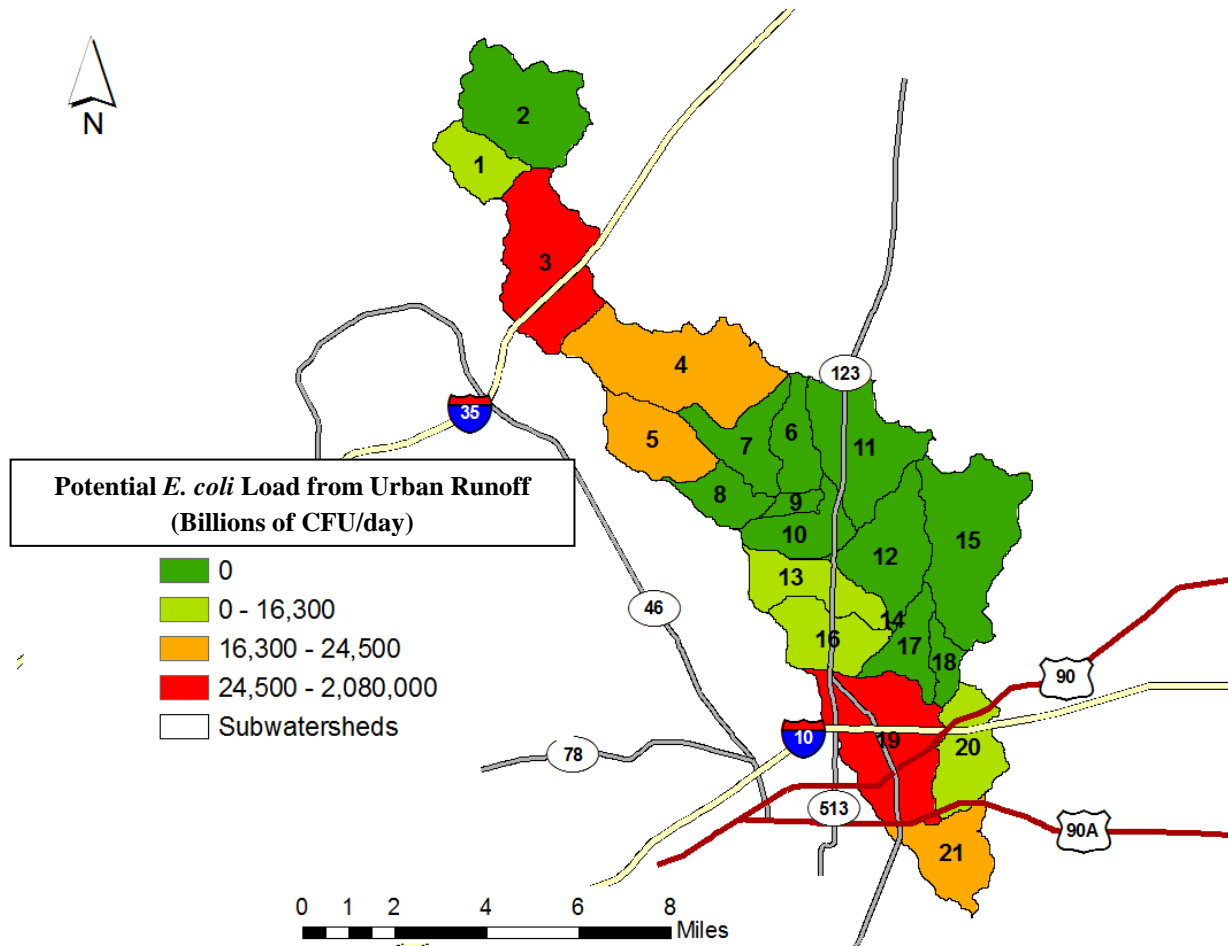 N
2
1
3
4
123
35
5
7
6
11
Potential E. coli Load from Urban Runoff
(Billions of CFU/day)
8
9
10
12
15
0
13
0 - 16,300
46
14
16
17
18
16,300 - 24,500
90
24,500 - 2,080,000
Subwatersheds
10
19
20
78
513
90A
21
0 1 2 4 6 8
Miles